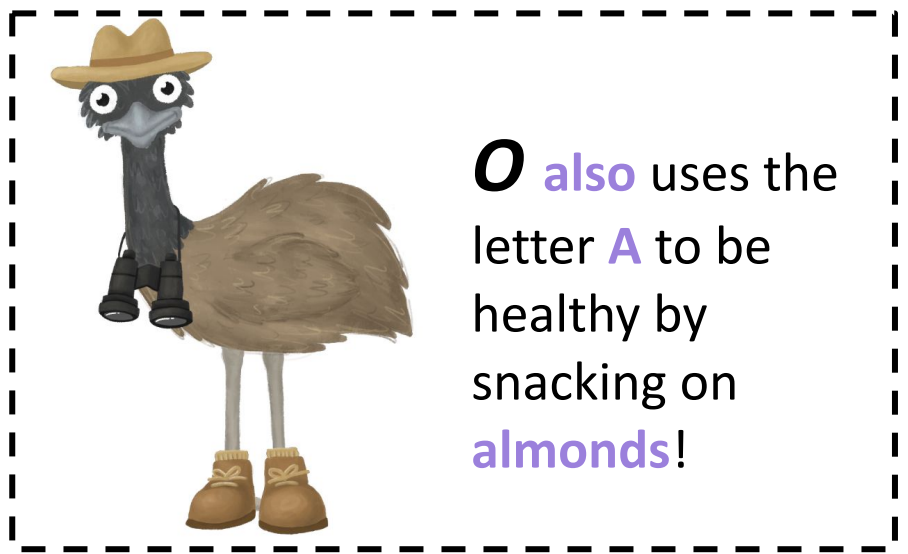 O also uses the
letter A to be
healthy by
snacking on
almonds!